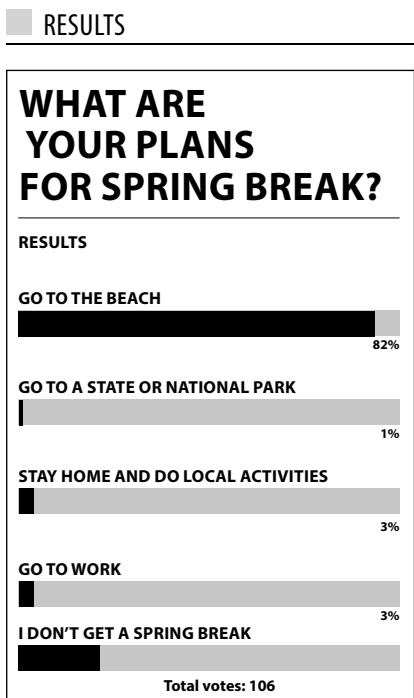 RESULTS
WHAT ARE
YOUR PLANS
FOR SPRING BREAK?
RESULTS
GO TO THE BEACH
82%
GO TO A STATE OR NATIONAL PARK
1%
STAY HOME AND DO LOCAL ACTIVITIES
3%
GO TO WORK
3%
I DON’T GET A SPRING BREAK
Total votes: 106